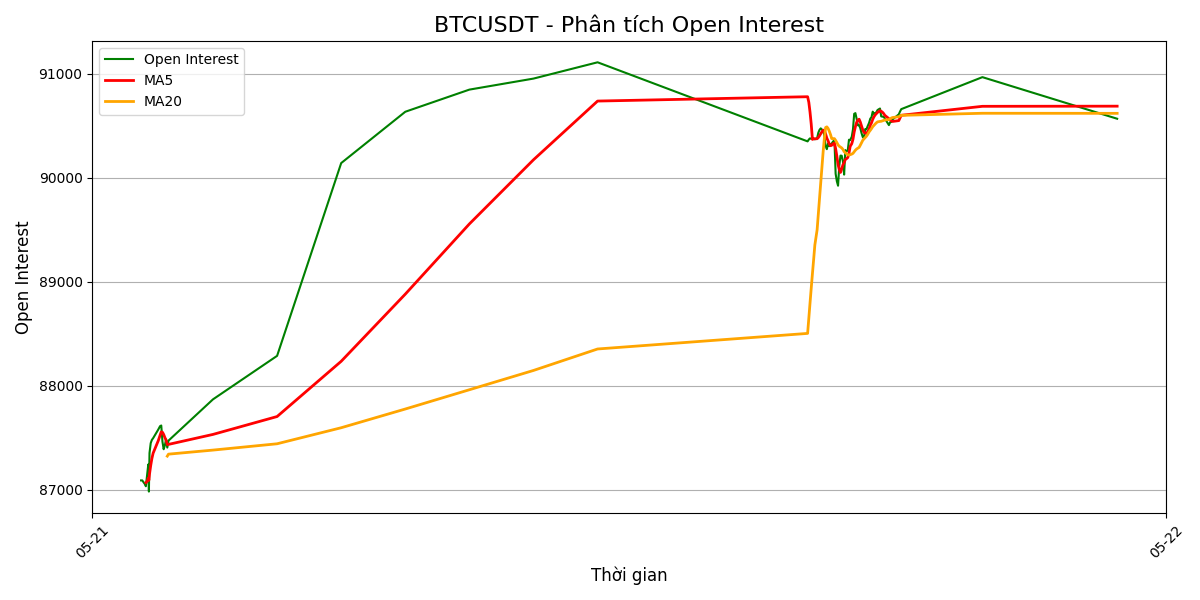 BTCUSDT - Phân tích Open Interest
Open Interest
MA5
MA20
Open Interest
91000
90000
89000
88000
87000
05-21
05-22
Thời gian